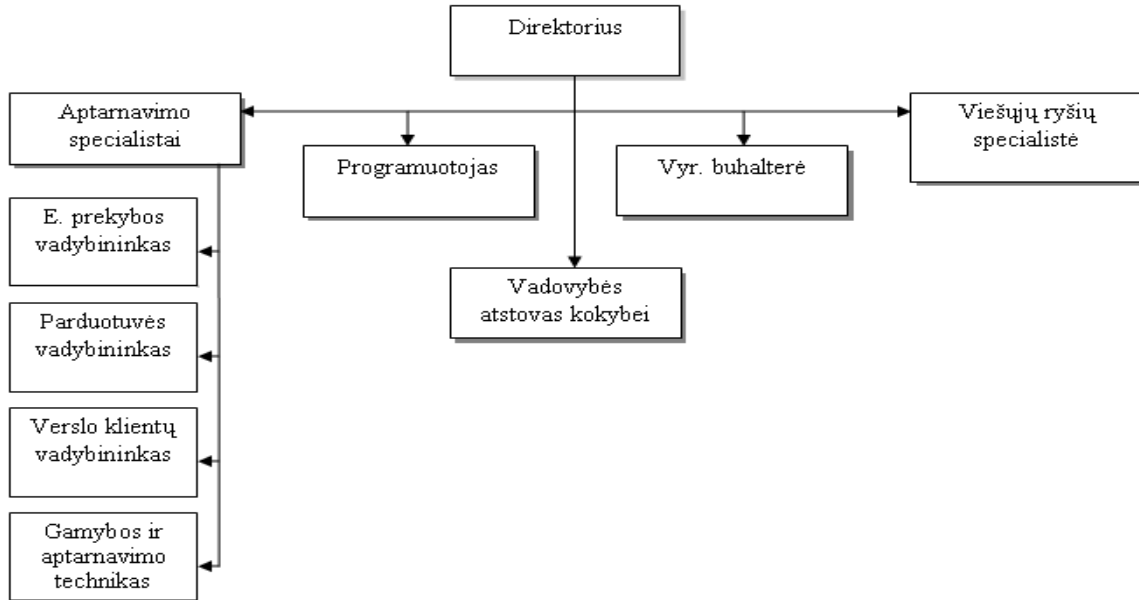 Direktorius
Aptarnavimo
specialistai
Programuotojas
Vyr. buhalterė
Viešųjų ryšių
specialistė
Vadovybės
atstovas kokybei
E. prekybos
vadybininkas
Parduotuvės
vadybininkas
Verslo klientų
vadybininkas
Gamybos ir
aptarnavimo
technikas